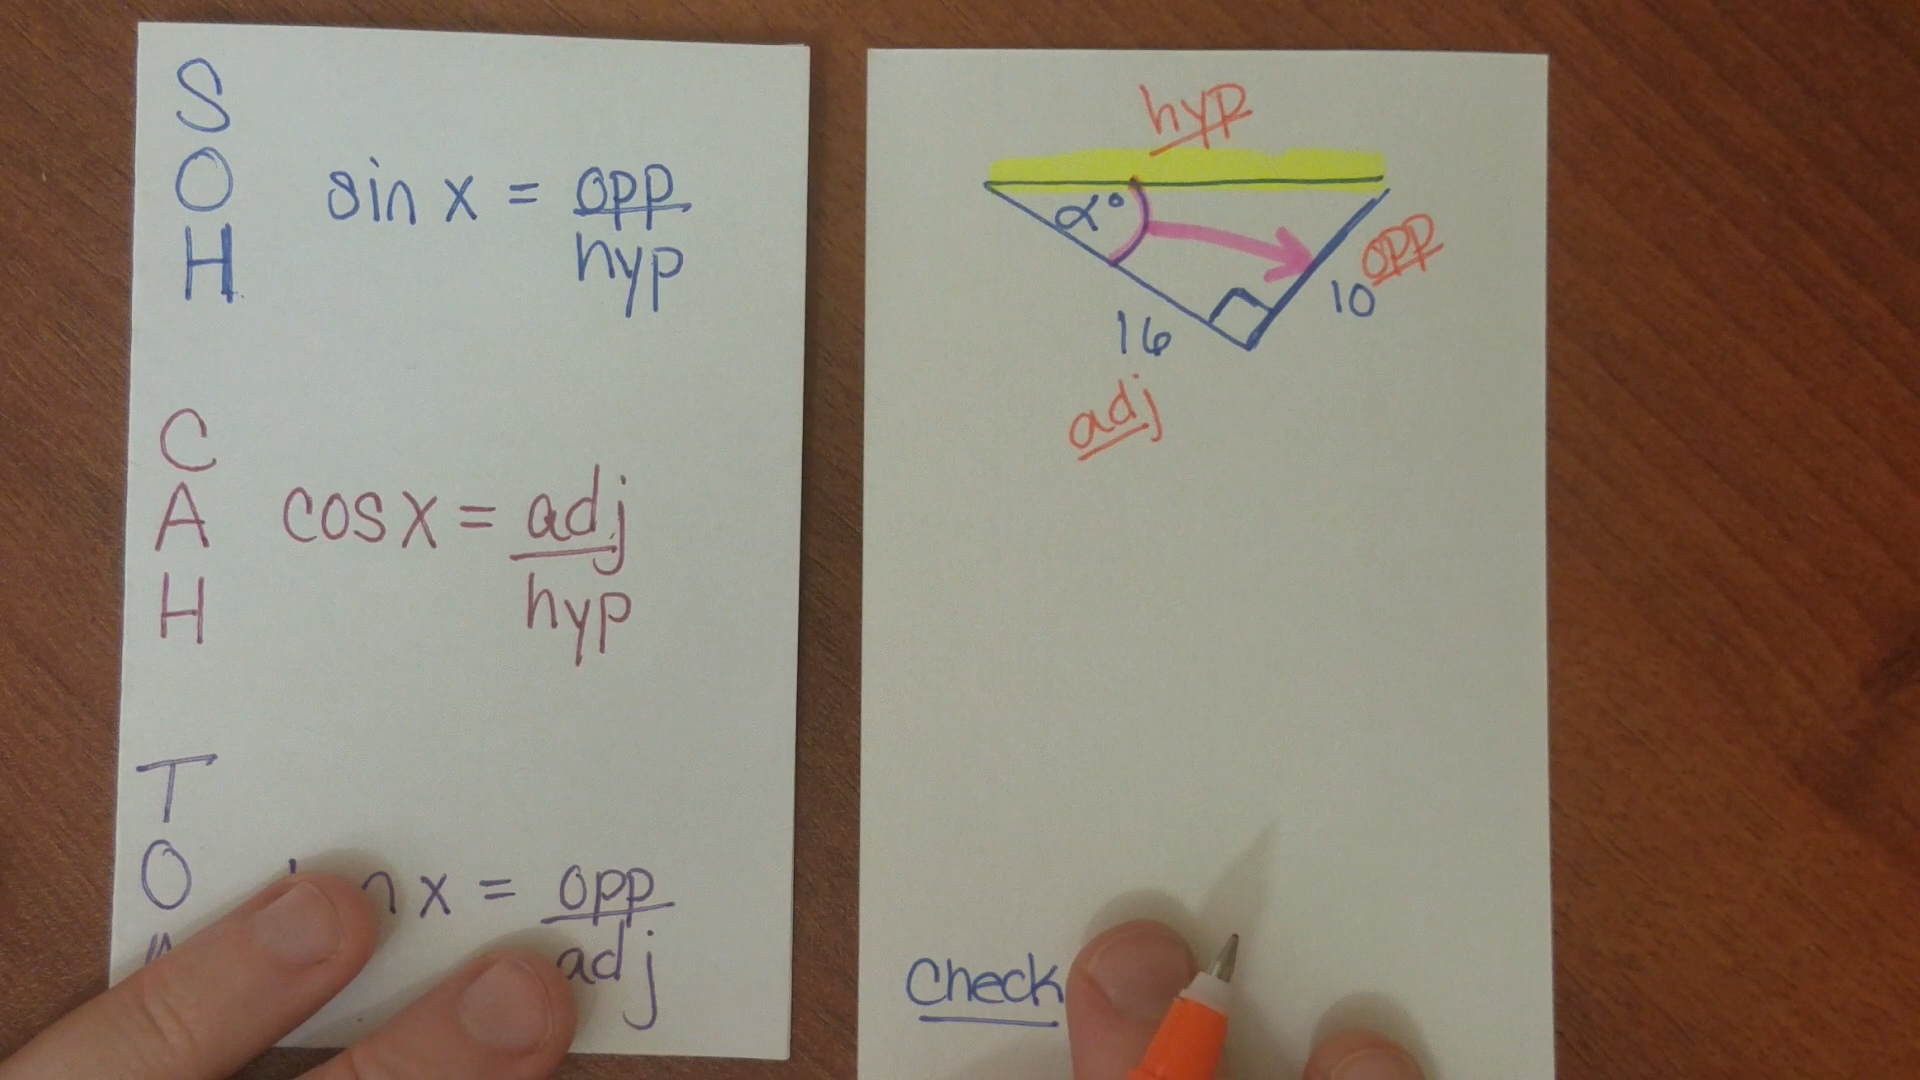 S
O
H
sin x = opp
hyp
C
A
H
cos x = adj
hyp
T
O
x = opp
adj
hyp
α°
opp
10
16
adj
Check